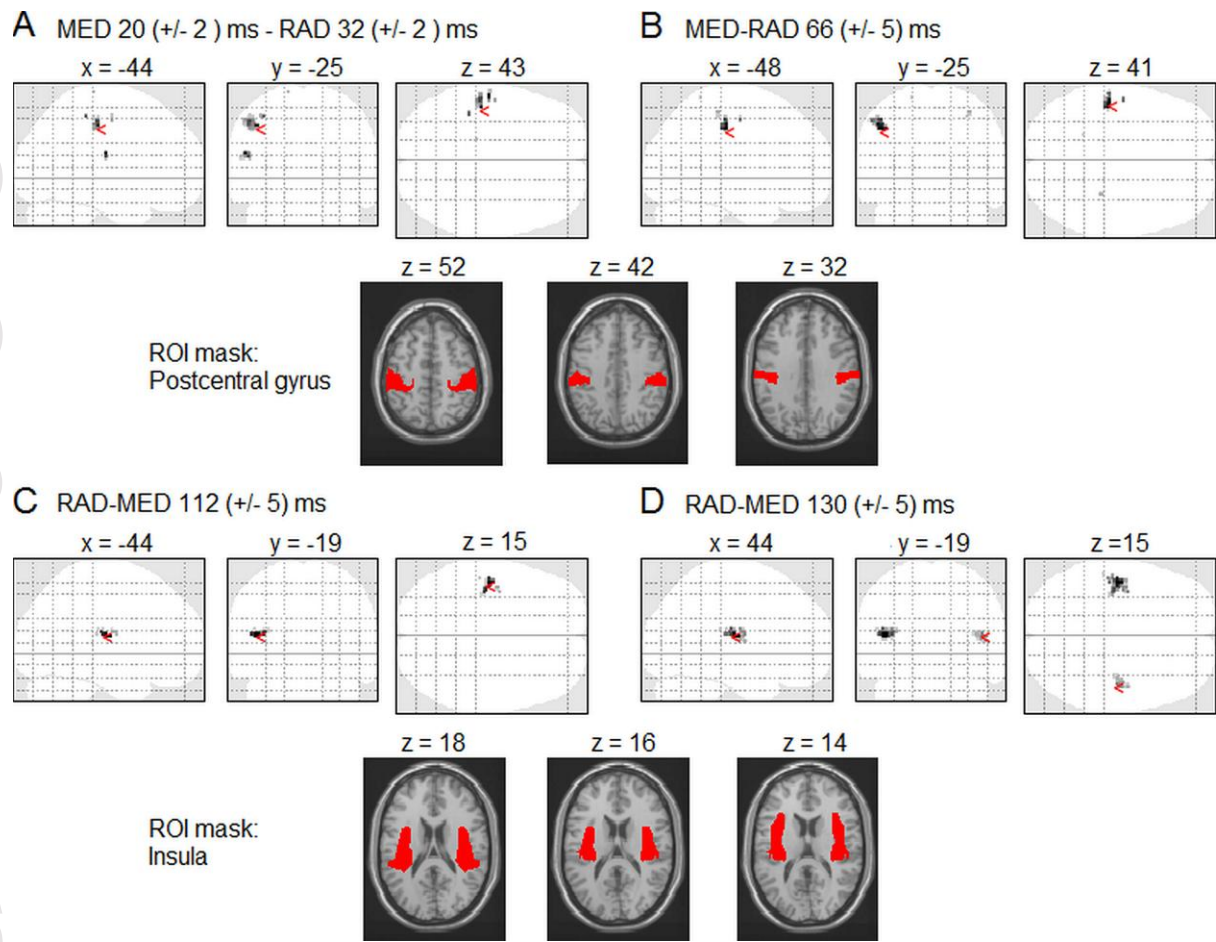 A MED 20 (+/- 2 ) ms - RAD 32 (+/- 2 ) ms
x = -44 y = -25 z = 43
B MED-RAD 66 (+/- 5) ms
x = -48 y = -25 z = 41
z = 52 z = 42 z = 32
ROI mask:
Postcentral gyrus
C RAD-MED 112 (+/- 5) ms
x = -44 y = -19 z = 15
D RAD-MED 130 (+/- 5) ms
x = 44 y = -19 z =15
z = 18 z = 16 z = 14
ROI mask:
Insula